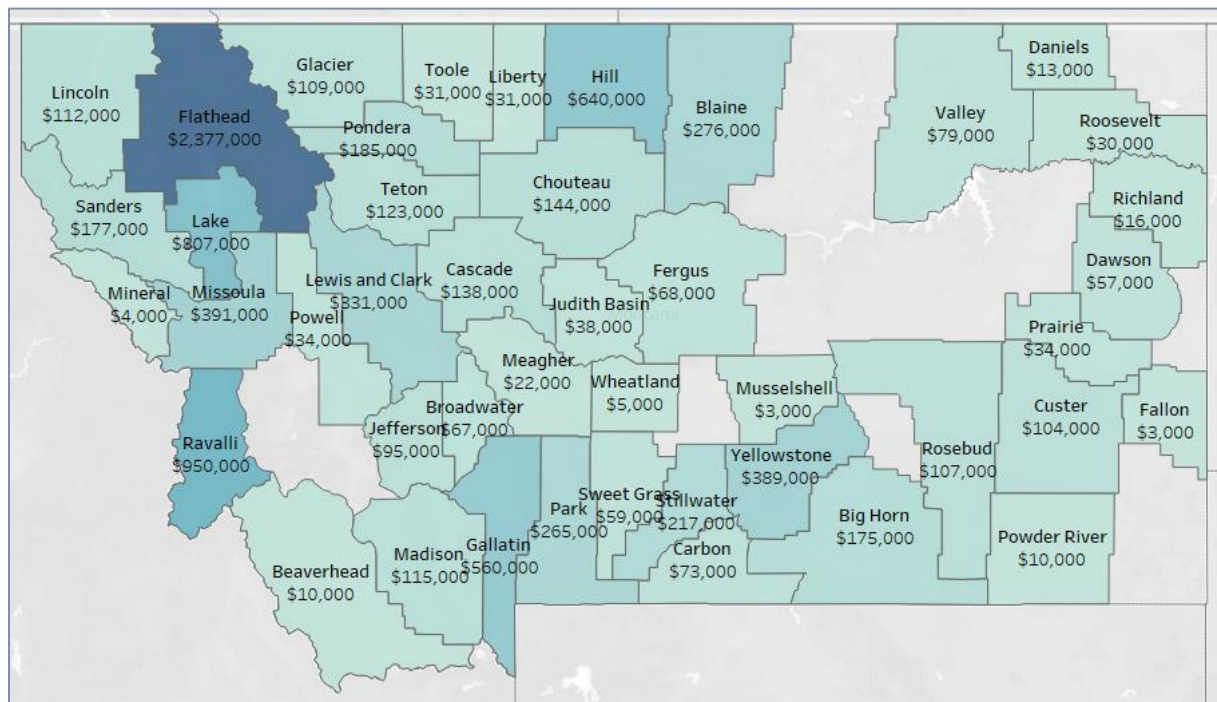 Lincoln
$112,000
Flathead
$2,377,000
Glacier
$109,000
Toole
$31,000
Liberty
$31,000
Hill
$640,000
Blaine
$276,000
Valley
$79,000
Daniels
$13,000
Roosevelt
$30,000
Pondera
$185,000
Teton
$123,000
Chouteau
$144,000
Richland
$16,000
Sanders
$177,000
Lake
$807,000
Lewis and Clark
$331,000
Cascade
$138,000
Judith Basin
$38,000
Fergus
$68,000
Dawson
$57,000
Mineral
$4,000
Missoula
$391,000
Powell
$34,000
Prairie
$34,000
Meagher
$22,000
Wheatland
$5,000
Musselshell
$3,000
Custer
$104,000
Fallon
$3,000
Ravalli
$950,000
Jefferson
$95,000
Broadwater
$67,000
Yellowstone
$389,000
Rosebud
$107,000
Gallatin
$560,000
Park
$265,000
Sweet Grass
$59,000
Stillwater
$217,000
Carbon
$73,000
Big Horn
$175,000
Powder River
$10,000
Beaverhead
$10,000
Madison
$115,000